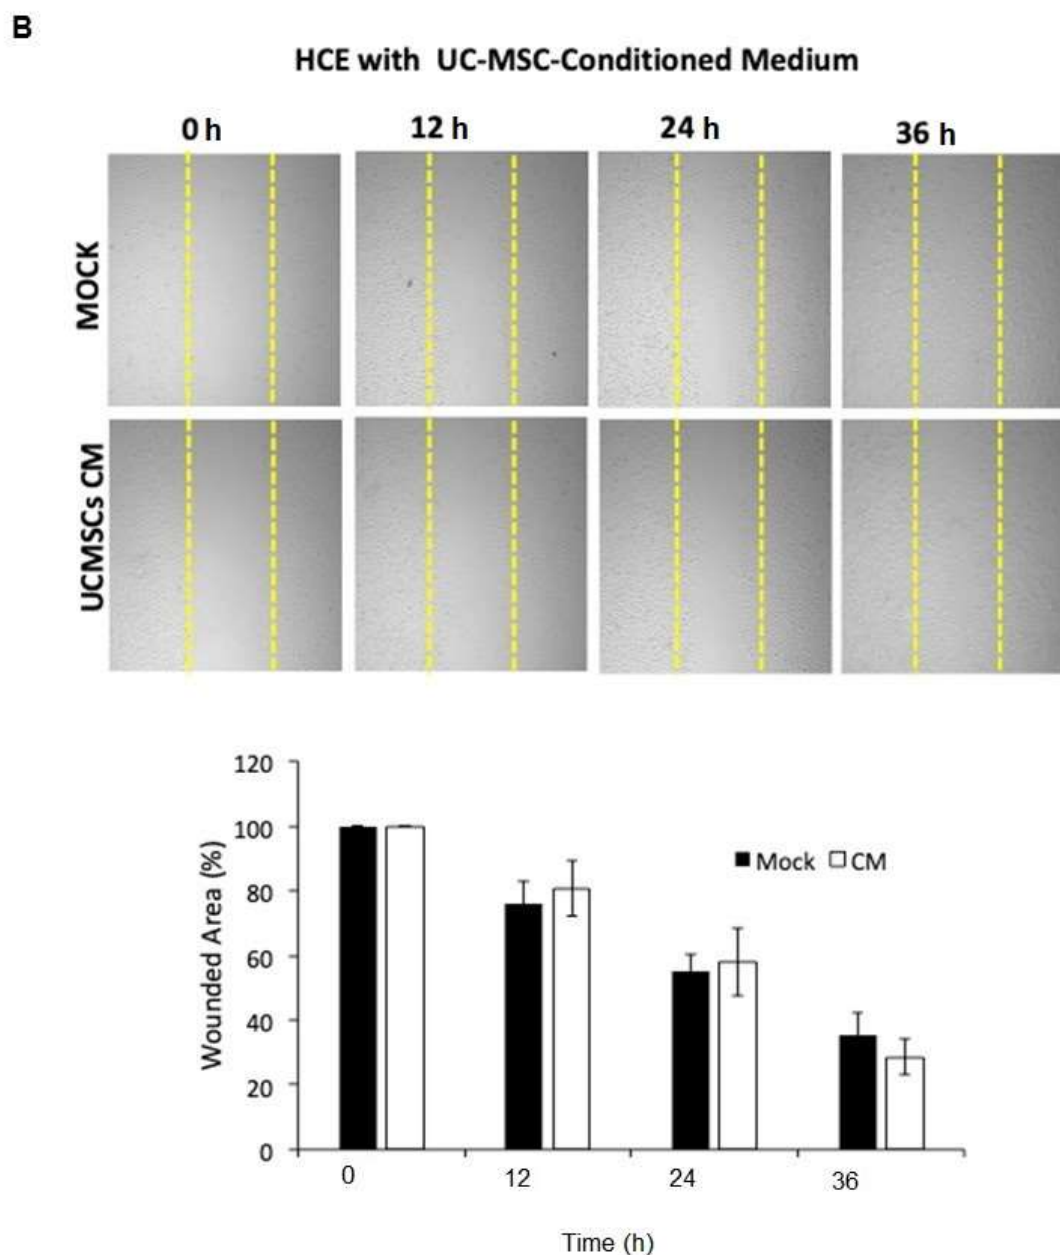 B
HCE with UC-MSC-Conditioned Medium
0 h 12 h 24 h 36 h
MOCK
UCMSCs CM
120
100
80
60
40
20
0
Wounded Area (%)
Mock CM
0 12 24 36
Time (h)